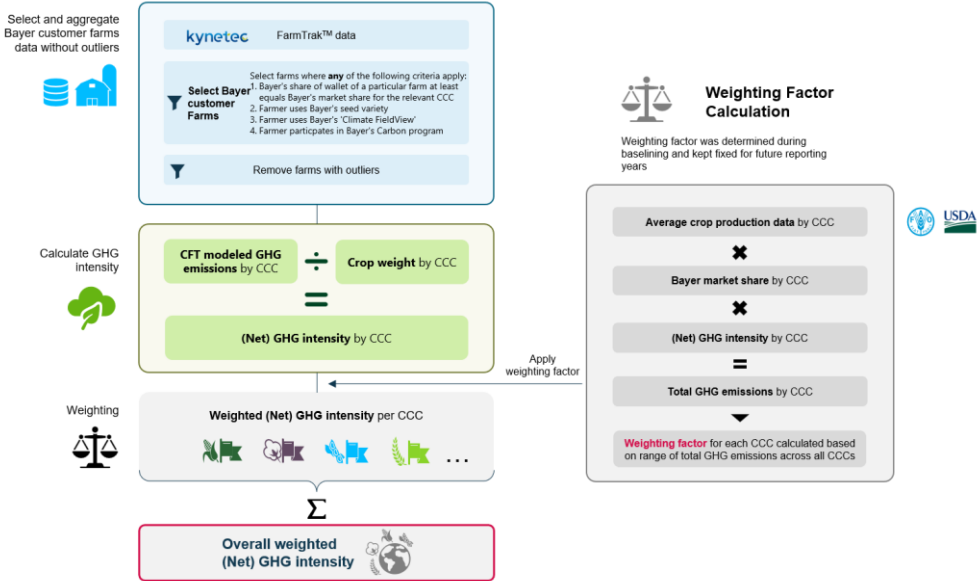 Select and aggregate
Bayer customer farms
data without outliers
kynetec
FarmTrak™ data
Select Bayer
customer
Farms
Select farms where any of the following criteria apply:
1. Bayer's share of wallet of a particular farm at least
equals Bayer's market share for the relevant CCC
2. Farmer uses Bayer's seed variety
3. Farmer uses Bayer's 'Climate FieldView'
4. Farmer partcpates in Bayer's Carbon program
Remove farms with outliers
Calculate GHG
intensity
CFT modeled GHG
emissions by CCC
÷
Crop weight by CCC
=
(Net) GHG intensity by CCC
Apply
weighting factor
Weighting
Weighted (Net) GHG intensity per CCC
...
Σ
Overall weighted
(Net) GHG intensity
Weighting Factor
Calculation
Weighting factor was determined during
baselining and kept fixed for future reporting
years
Average crop production data by CCC
✖
Bayer market share by CCC
✖
(Net) GHG intensity by CCC
=
Total GHG emissions by CCC
Weighting factor for each CCC calculated based
on range of total GHG emissions across all CCCs
USDA